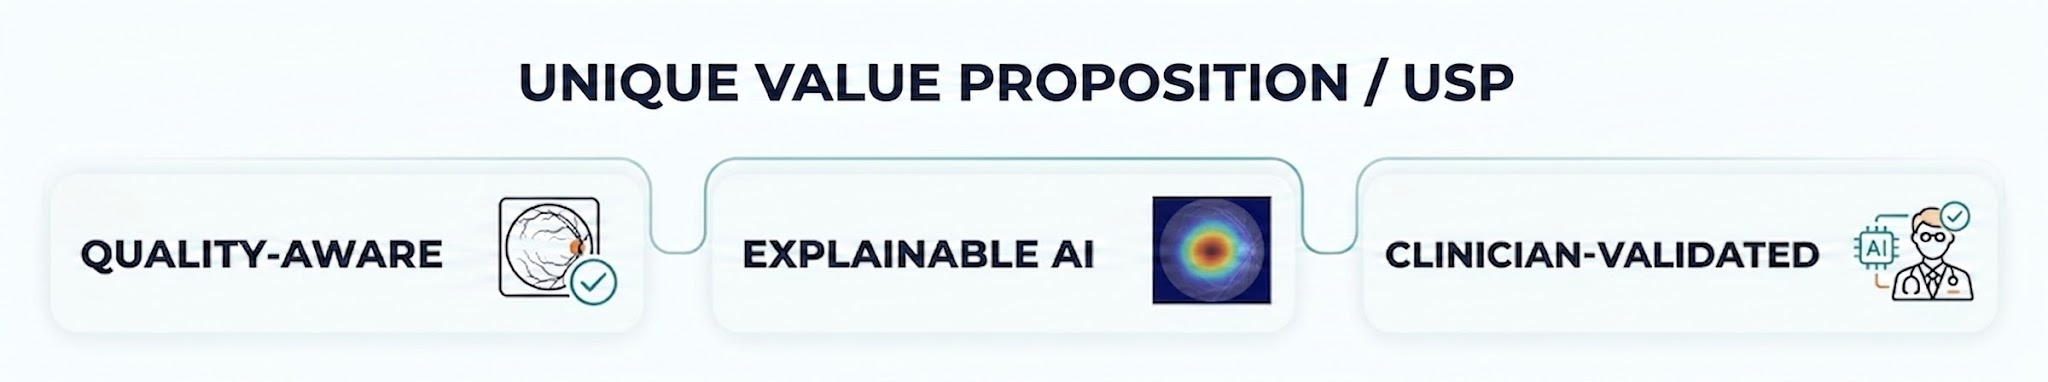 UNIQUE VALUE PROPOSITION / USP
QUALITY-AWARE
EXPLAINABLE AI
CLINICIAN-VALIDATED
AI